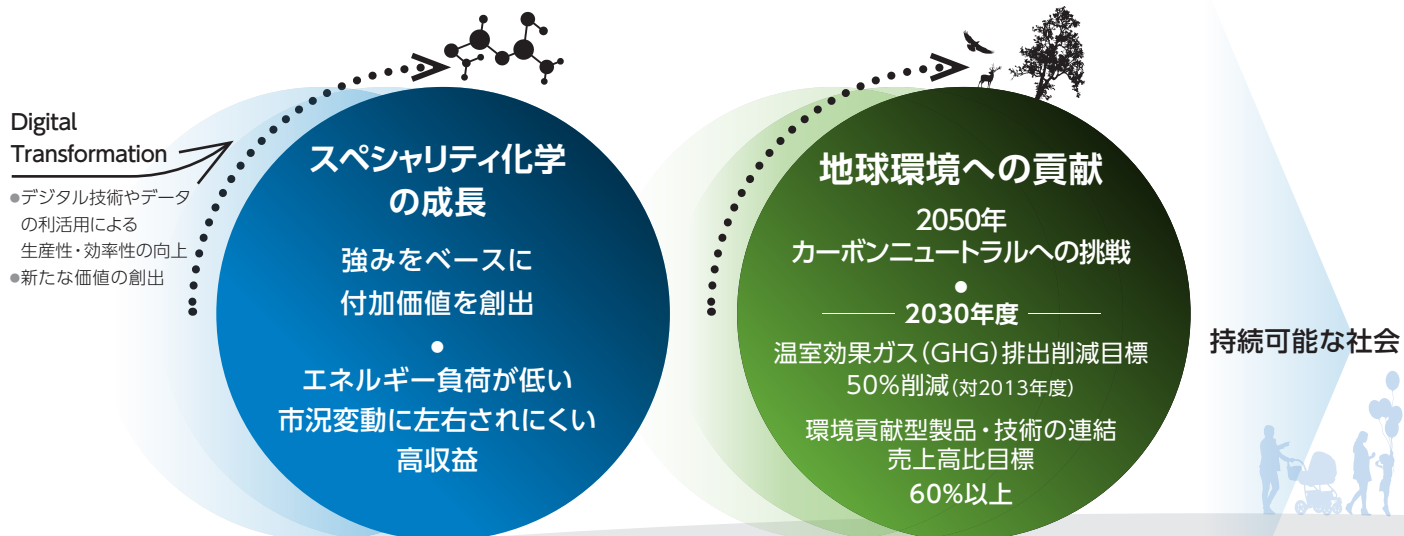 Digital
Transformation
●デジタル技術やデータ
の利活用による
生産性・効率性の向上
●新たな価値の創出
スペシャリティ化学
の成長
強みをベースに
付加価値を創出
●
エネルギー負荷が低い
市況変動に左右されにくい
高収益
地球環境への貢献
2050年
カーボンニュートラルへの挑戦
●
2030年度
温室効果ガス(GHG)排出削減目標
50%削減(対2013年度)
環境貢献型製品・技術の連結
売上高比目標
60%以上
持続可能な社会